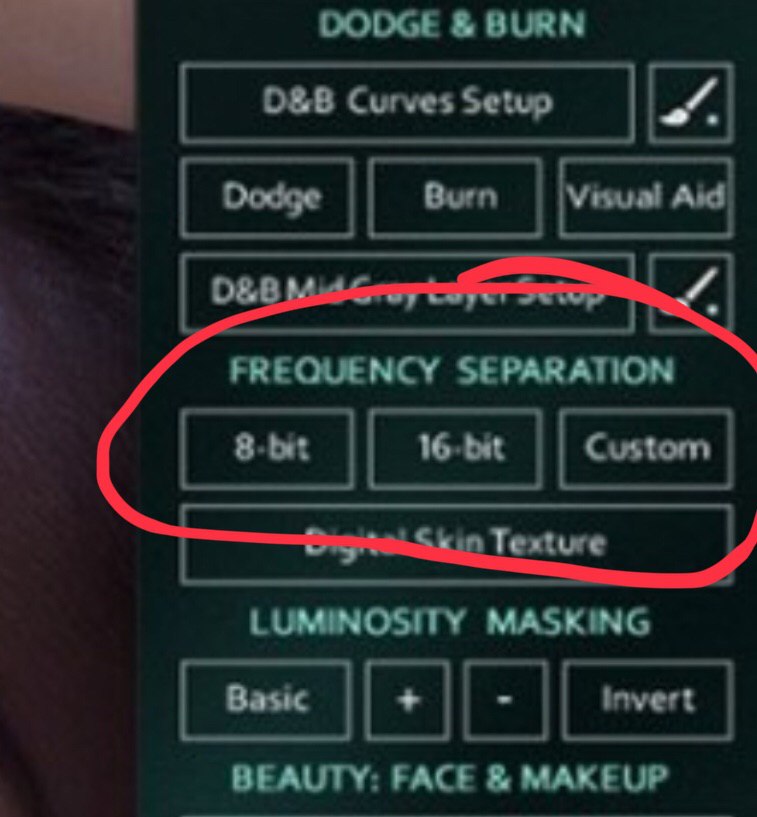 DODGE & BURN
D&B Curves Setup
Dodge Burn Visual Aid
D&B Mid Gray Layer Setup
FREQUENCY SEPARATION
8-bit 16-bit Custom
Digital Skin Texture
LUMINOSITY MASKING
Basic + - Invert
BEAUTY: FACE & MAKEUP